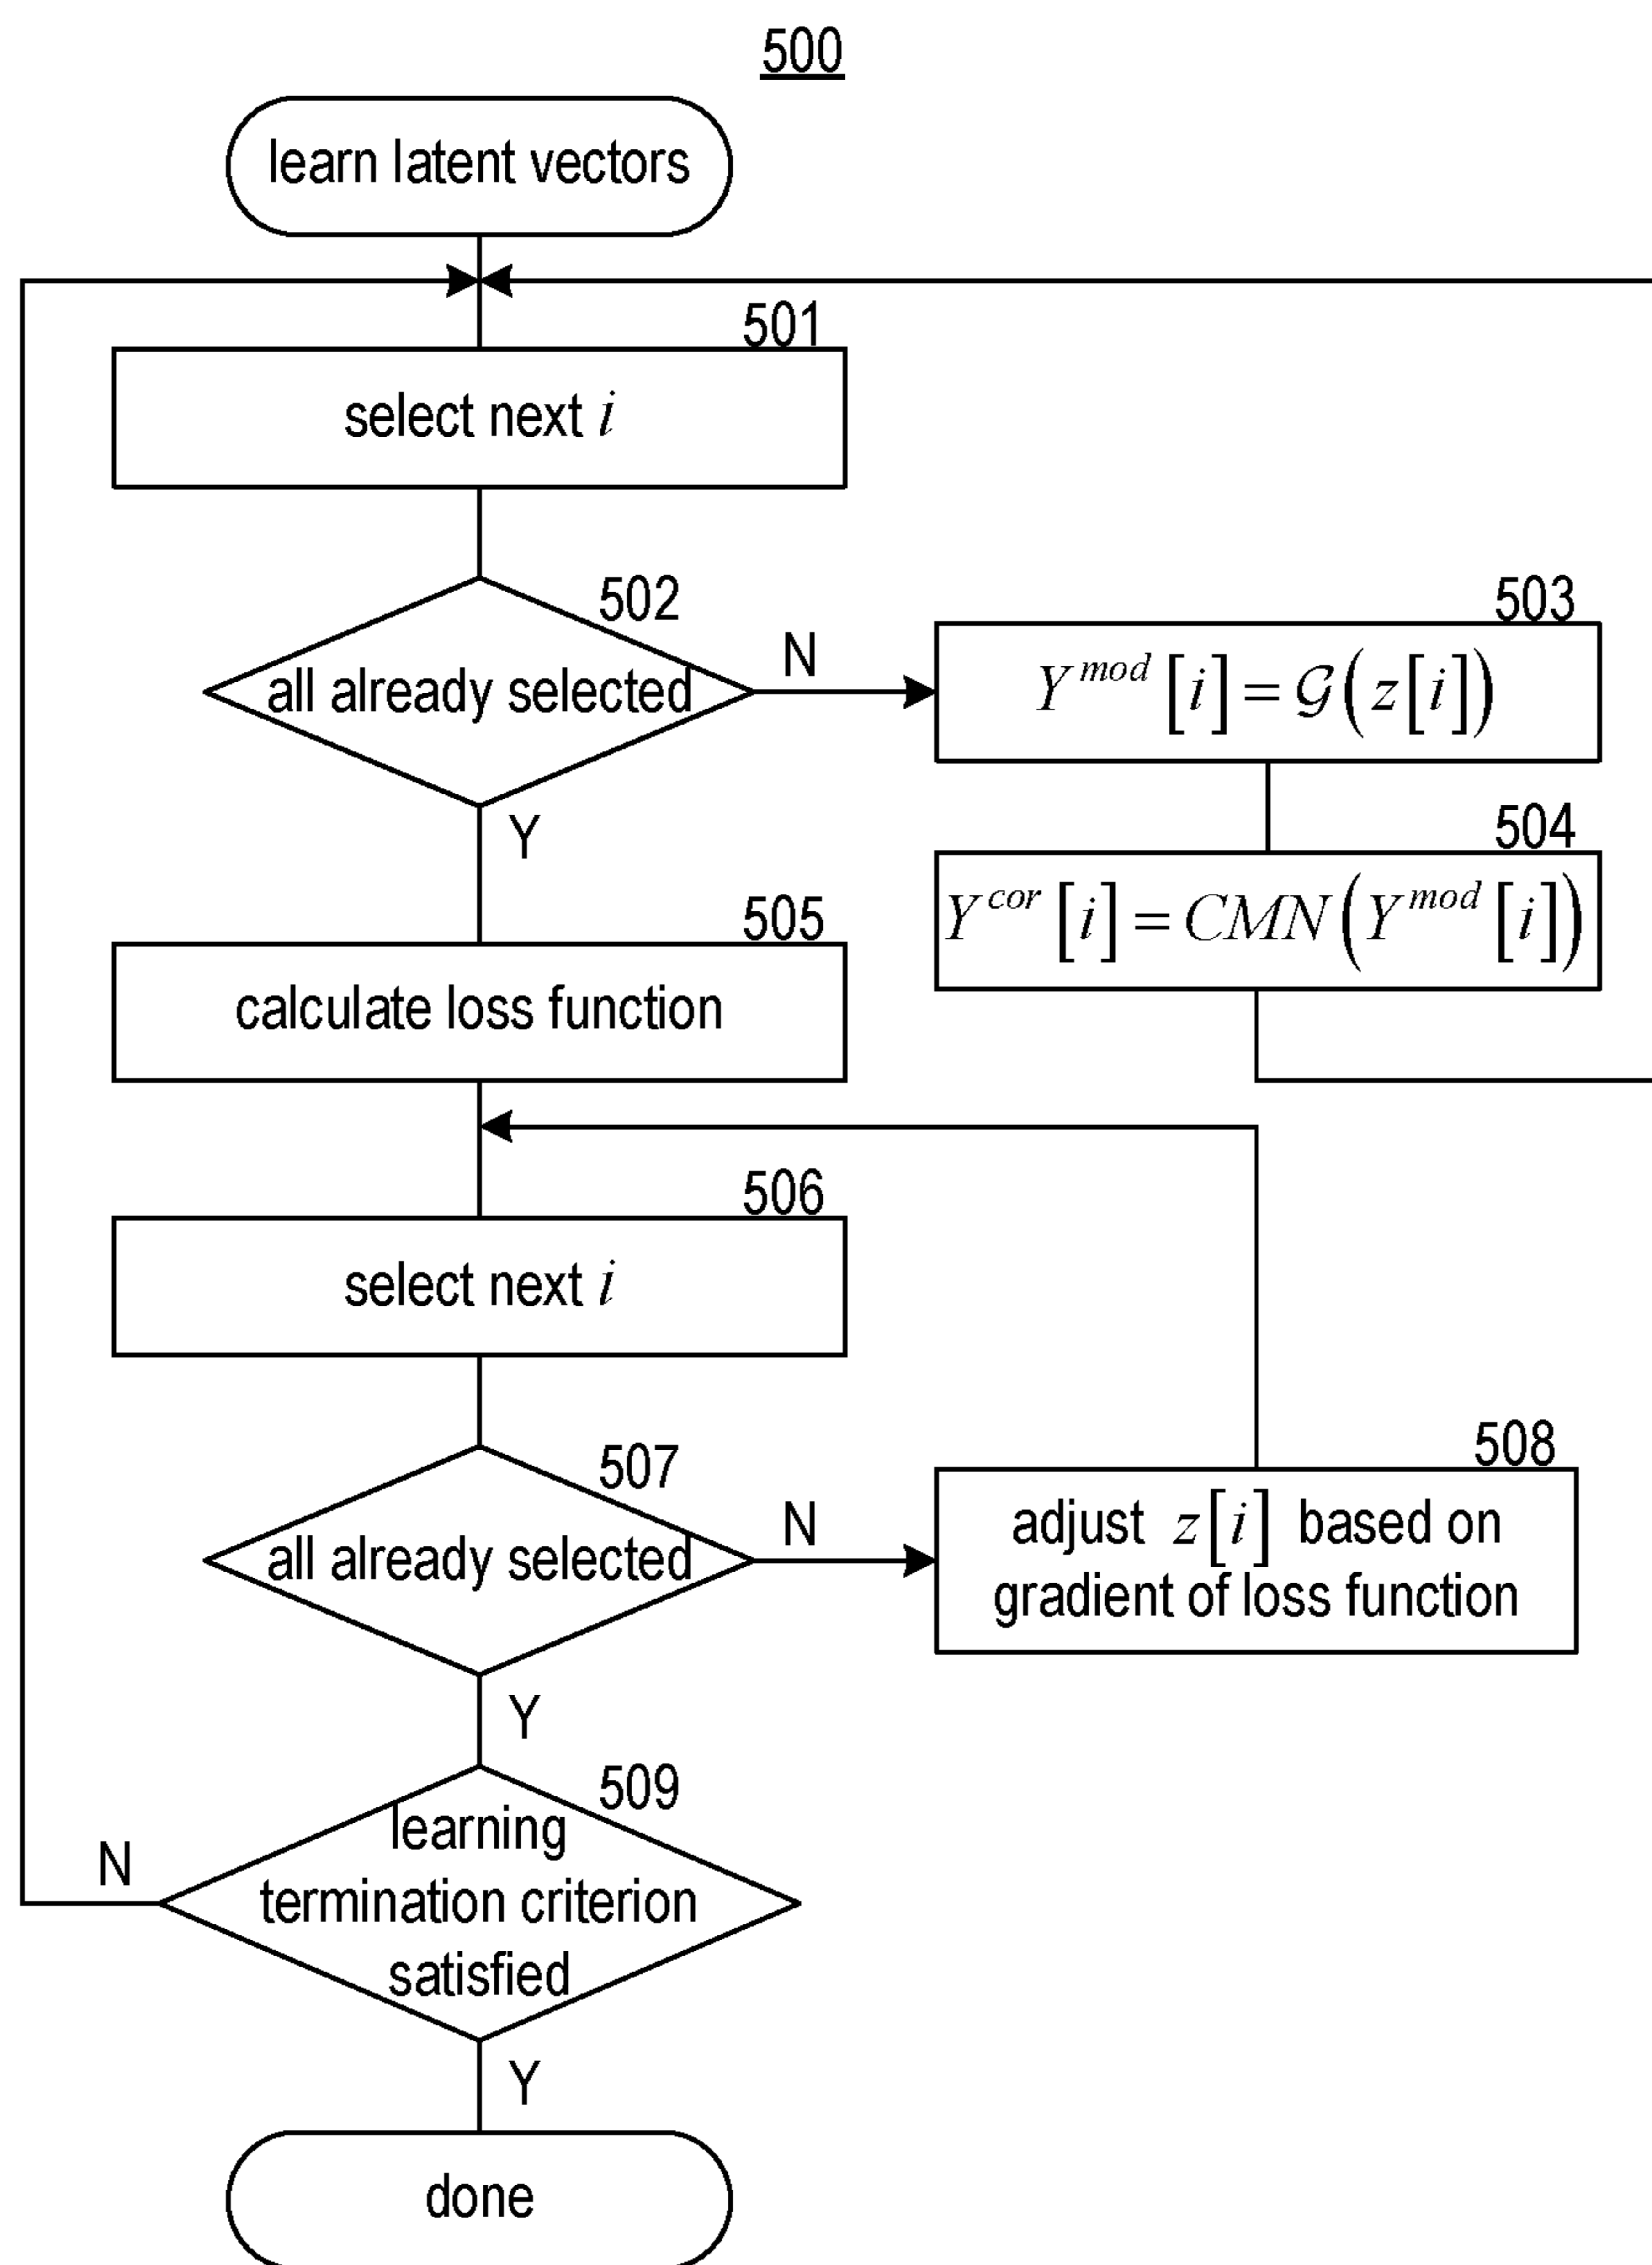 500
learn latent vectors
501
select next i
502
all already selected
N
503
Y^{mod}[i] = 𝒢(z[i])
504
Y^{cor}[i] = CMN(Y^{mod}[i])
Y
505
calculate loss function
506
select next i
507
all already selected
N
508
adjust z[i] based on
gradient of loss function
Y
509
learning
termination criterion
satisfied
N
Y
done